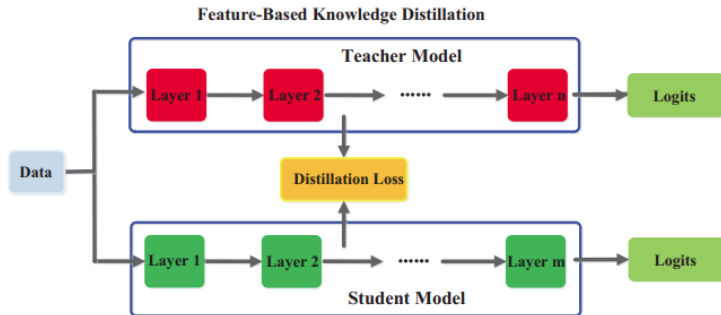 Feature-Based Knowledge Distillation
Teacher Model
Layer 1
Layer 2
......
Layer n
Logits
Data
Distillation Loss
Layer 1
Layer 2
......
Layer m
Logits
Student Model